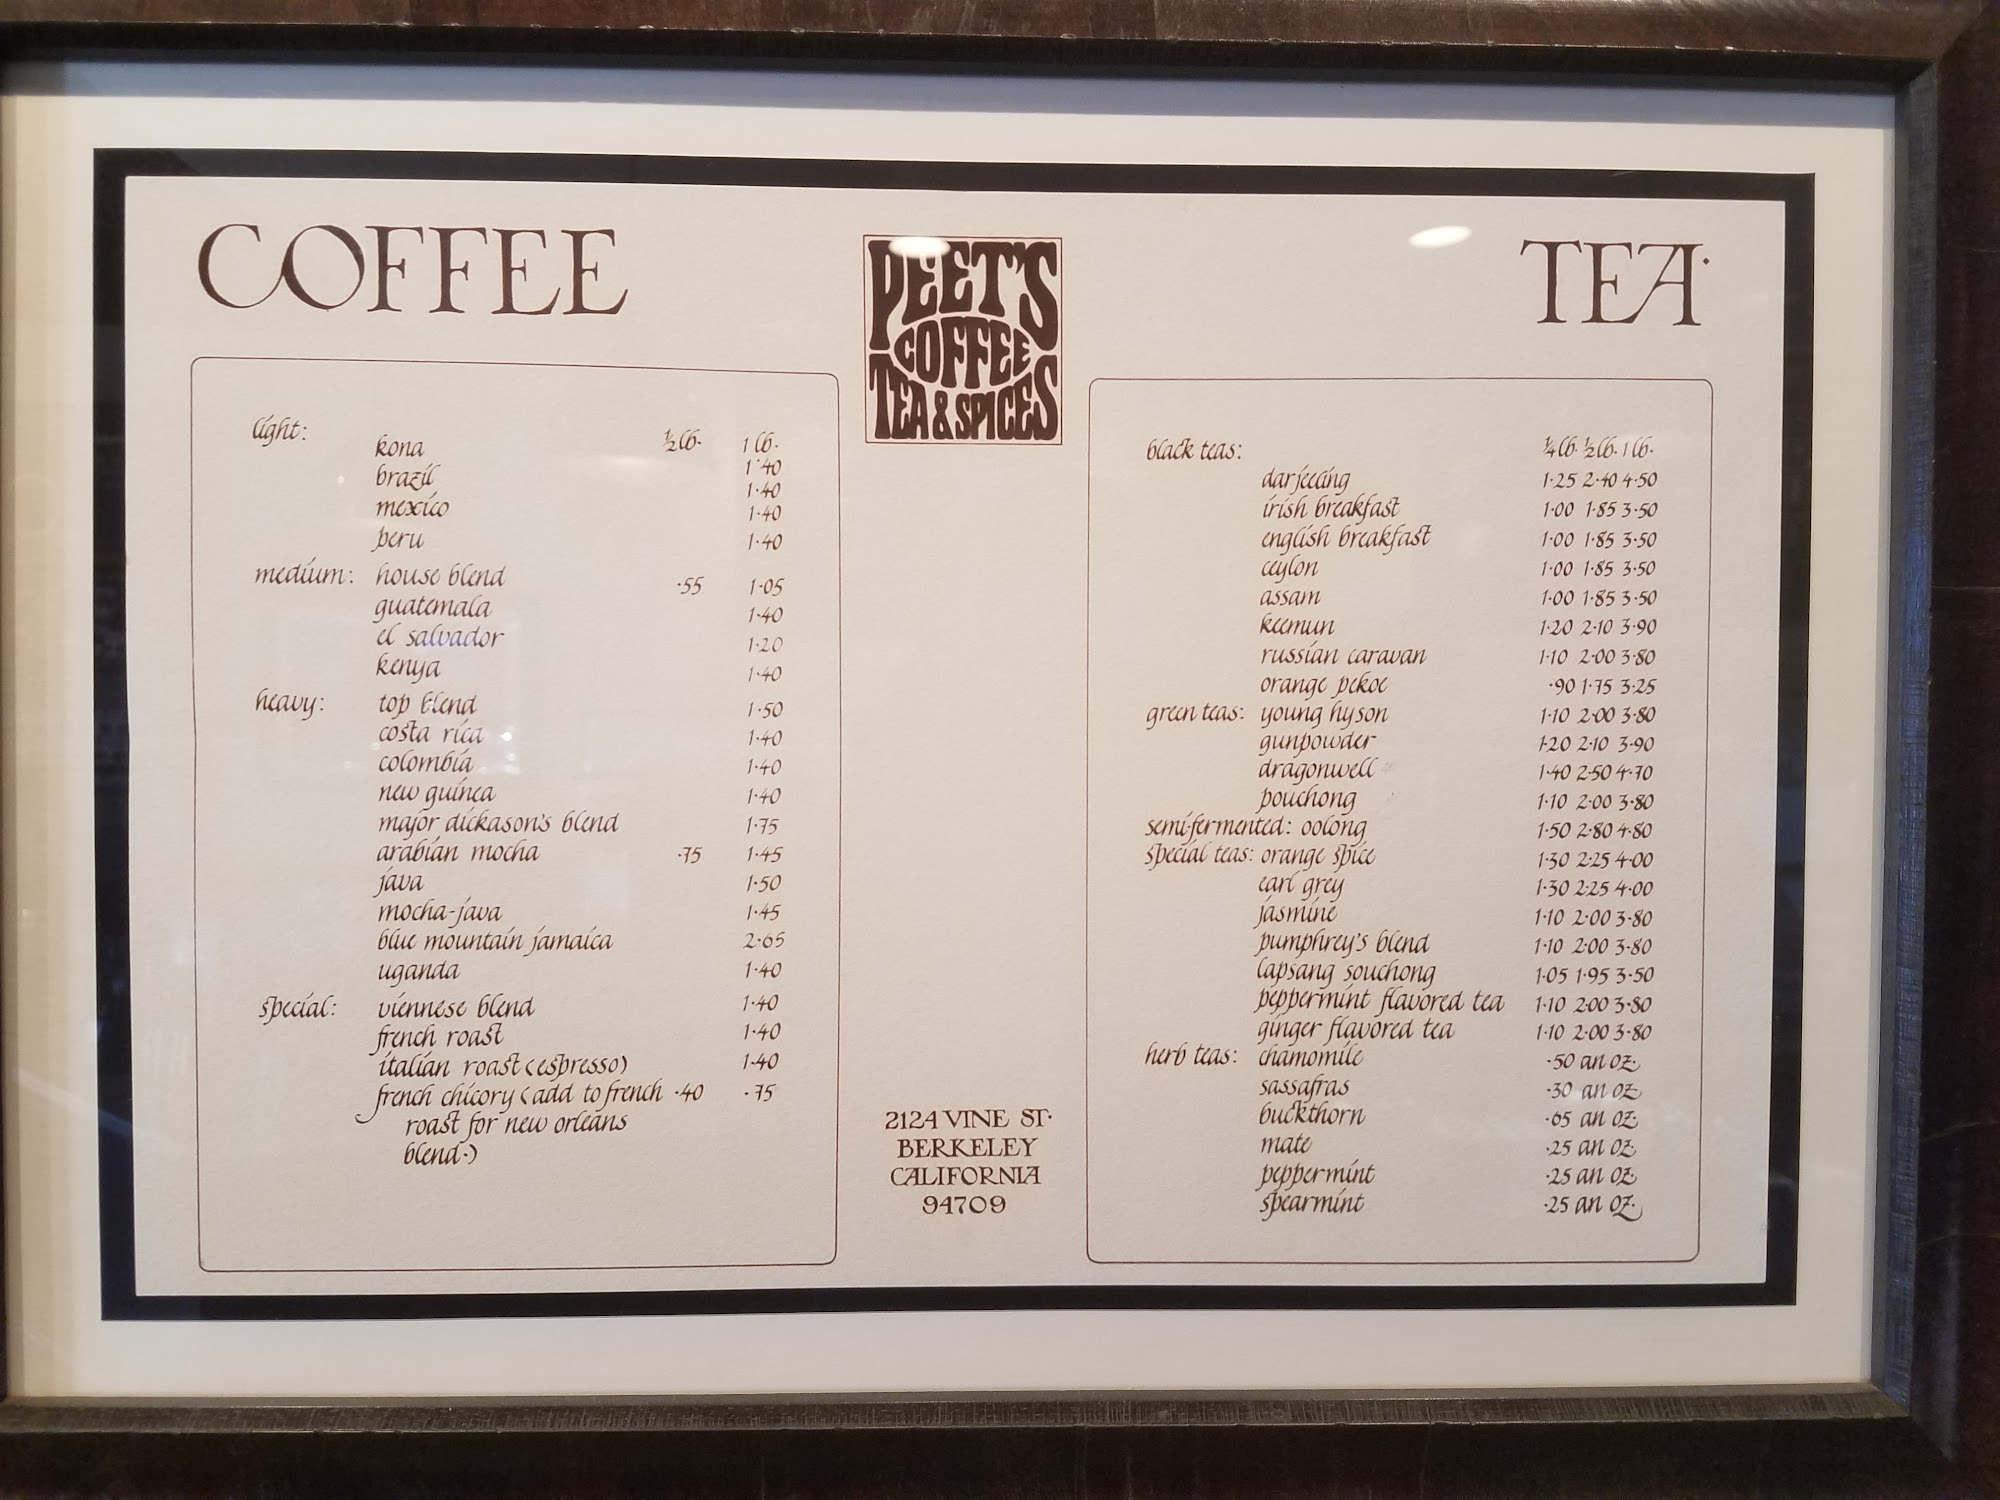 COFFEE
PEET'S
COFFEE
TEA & SPICES
TEA.
light: ½ lb. 1 lb.
kona 1.40
brazil 1.40
mexico 1.40
peru 1.40
medium: house blend .55 1.05
guatemala 1.40
el salvador 1.20
kenya 1.40
heavy: top blend 1.50
costa rica 1.40
colombia 1.40
new guinea 1.40
major dickason's blend 1.75
arabian mocha .75 1.45
java 1.50
mocha-java 1.45
blue mountain jamaica 2.65
uganda 1.40
special: viennese blend 1.40
french roast 1.40
italian roast (espresso) 1.40
french chicory (add to french .40 .75
roast for new orleans
blend.)
2124 VINE ST.
BERKELEY
CALIFORNIA
94709
black teas: ¼ lb. ½ lb. 1 lb.
darjeeling 1.25 2.40 4.50
irish breakfast 1.00 1.85 3.50
english breakfast 1.00 1.85 3.50
ceylon 1.00 1.85 3.50
assam 1.00 1.85 3.50
keemun 1.20 2.10 3.90
russian caravan 1.10 2.00 3.80
orange pekoe .90 1.75 3.25
green teas: young hyson 1.10 2.00 3.80
gunpowder 1.20 2.10 3.90
dragonwell 1.40 2.50 4.70
pouchong 1.10 2.00 3.80
semi-fermented: oolong 1.50 2.80 4.80
special teas: orange spice 1.30 2.25 4.00
earl grey 1.30 2.25 4.00
jasmine 1.10 2.00 3.80
pumphrey's blend 1.10 2.00 3.80
lapsang souchong 1.05 1.95 3.50
peppermint flavored tea 1.10 2.00 3.80
ginger flavored tea 1.10 2.00 3.80
herb teas: chamomile .50 an oz.
sassafras .30 an oz.
buckthorn .65 an oz.
mate .25 an oz.
peppermint .25 an oz.
spearmint .25 an oz.